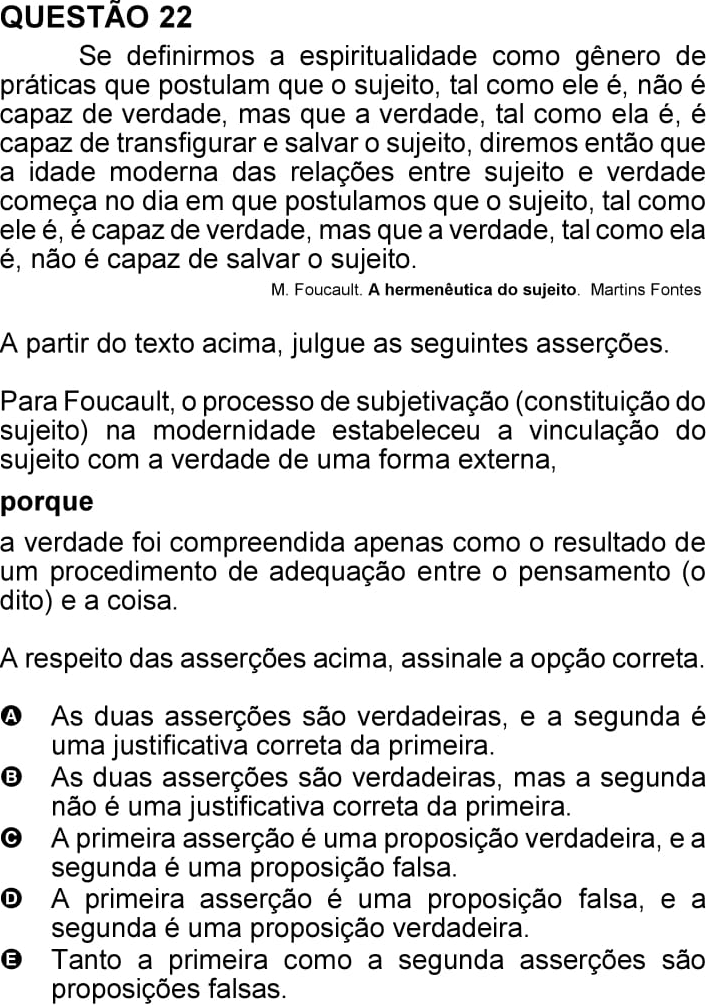 QUESTÃO 22
Se definirmos a espiritualidade como gênero de
práticas que postulam que o sujeito, tal como ele é, não é
capaz de verdade, mas que a verdade, tal como ela é, é
capaz de transfigurar e salvar o sujeito, diremos então que
a idade moderna das relações entre sujeito e verdade
começa no dia em que postulamos que o sujeito, tal como
ele é, é capaz de verdade, mas que a verdade, tal como ela
é, não é capaz de salvar o sujeito.
M. Foucault. A hermenêutica do sujeito. Martins Fontes
A partir do texto acima, julgue as seguintes asserções.
Para Foucault, o processo de subjetivação (constituição do
sujeito) na modernidade estabeleceu a vinculação do
sujeito com a verdade de uma forma externa,
porque
a verdade foi compreendida apenas como o resultado de
um procedimento de adequação entre o pensamento (o
dito) e a coisa.
A respeito das asserções acima, assinale a opção correta.
A As duas asserções são verdadeiras, e a segunda é
uma justificativa correta da primeira.
B As duas asserções são verdadeiras, mas a segunda
não é uma justificativa correta da primeira.
C A primeira asserção é uma proposição verdadeira, e a
segunda é uma proposição falsa.
D A primeira asserção é uma proposição falsa, e a
segunda é uma proposição verdadeira.
E Tanto a primeira como a segunda asserções são
proposições falsas.